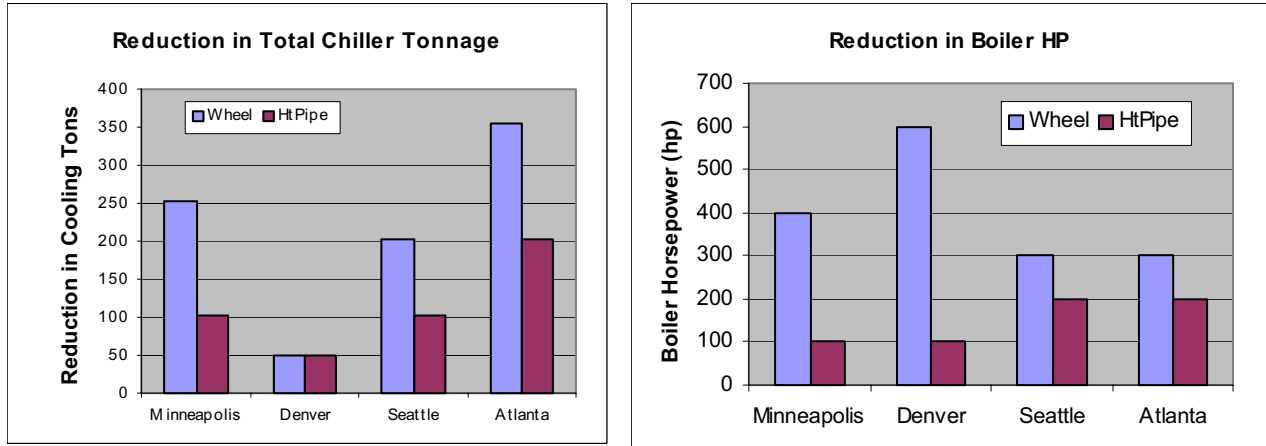 Reduction in Total Chiller Tonnage
Reduction in Cooling Tons
400
350
300
250
200
150
100
50
0
Wheel HtPipe
Minneapolis Denver Seattle Atlanta
Reduction in Boiler HP
Boiler Horsepower (hp)
700
600
500
400
300
200
100
0
Wheel HtPipe
Minneapolis Denver Seattle Atlanta